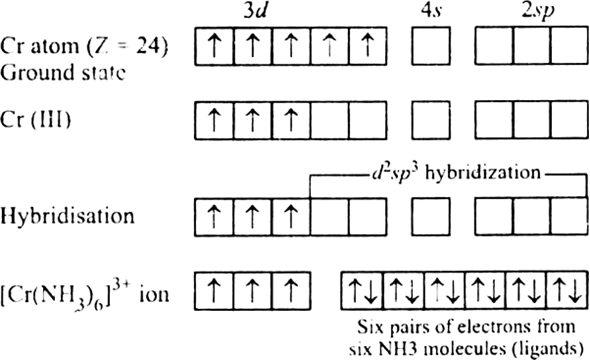 3d 4s 2sp
Cr atom (Z = 24) ↑ ↑ ↑ ↑ ↑
Ground state
Cr (III) ↑ ↑ ↑
d²sp³ hybridization
Hybridisation ↑ ↑ ↑
[Cr(NH₃)₆]³⁺ ion ↑ ↑ ↑ ↑↓ ↑↓ ↑↓ ↑↓ ↑↓ ↑↓
Six pairs of electrons from
six NH3 molecules (ligands)